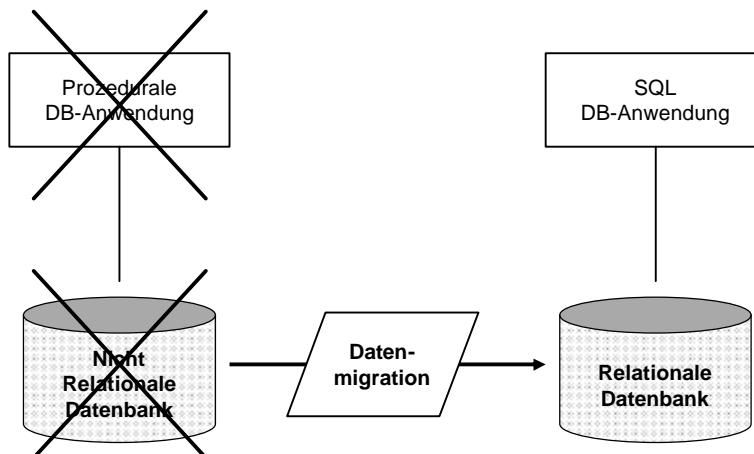 Prozedurale
DB-Anwendung
SQL
DB-Anwendung
Nicht
Relationale
Datenbank
Daten-
migration
Relationale
Datenbank